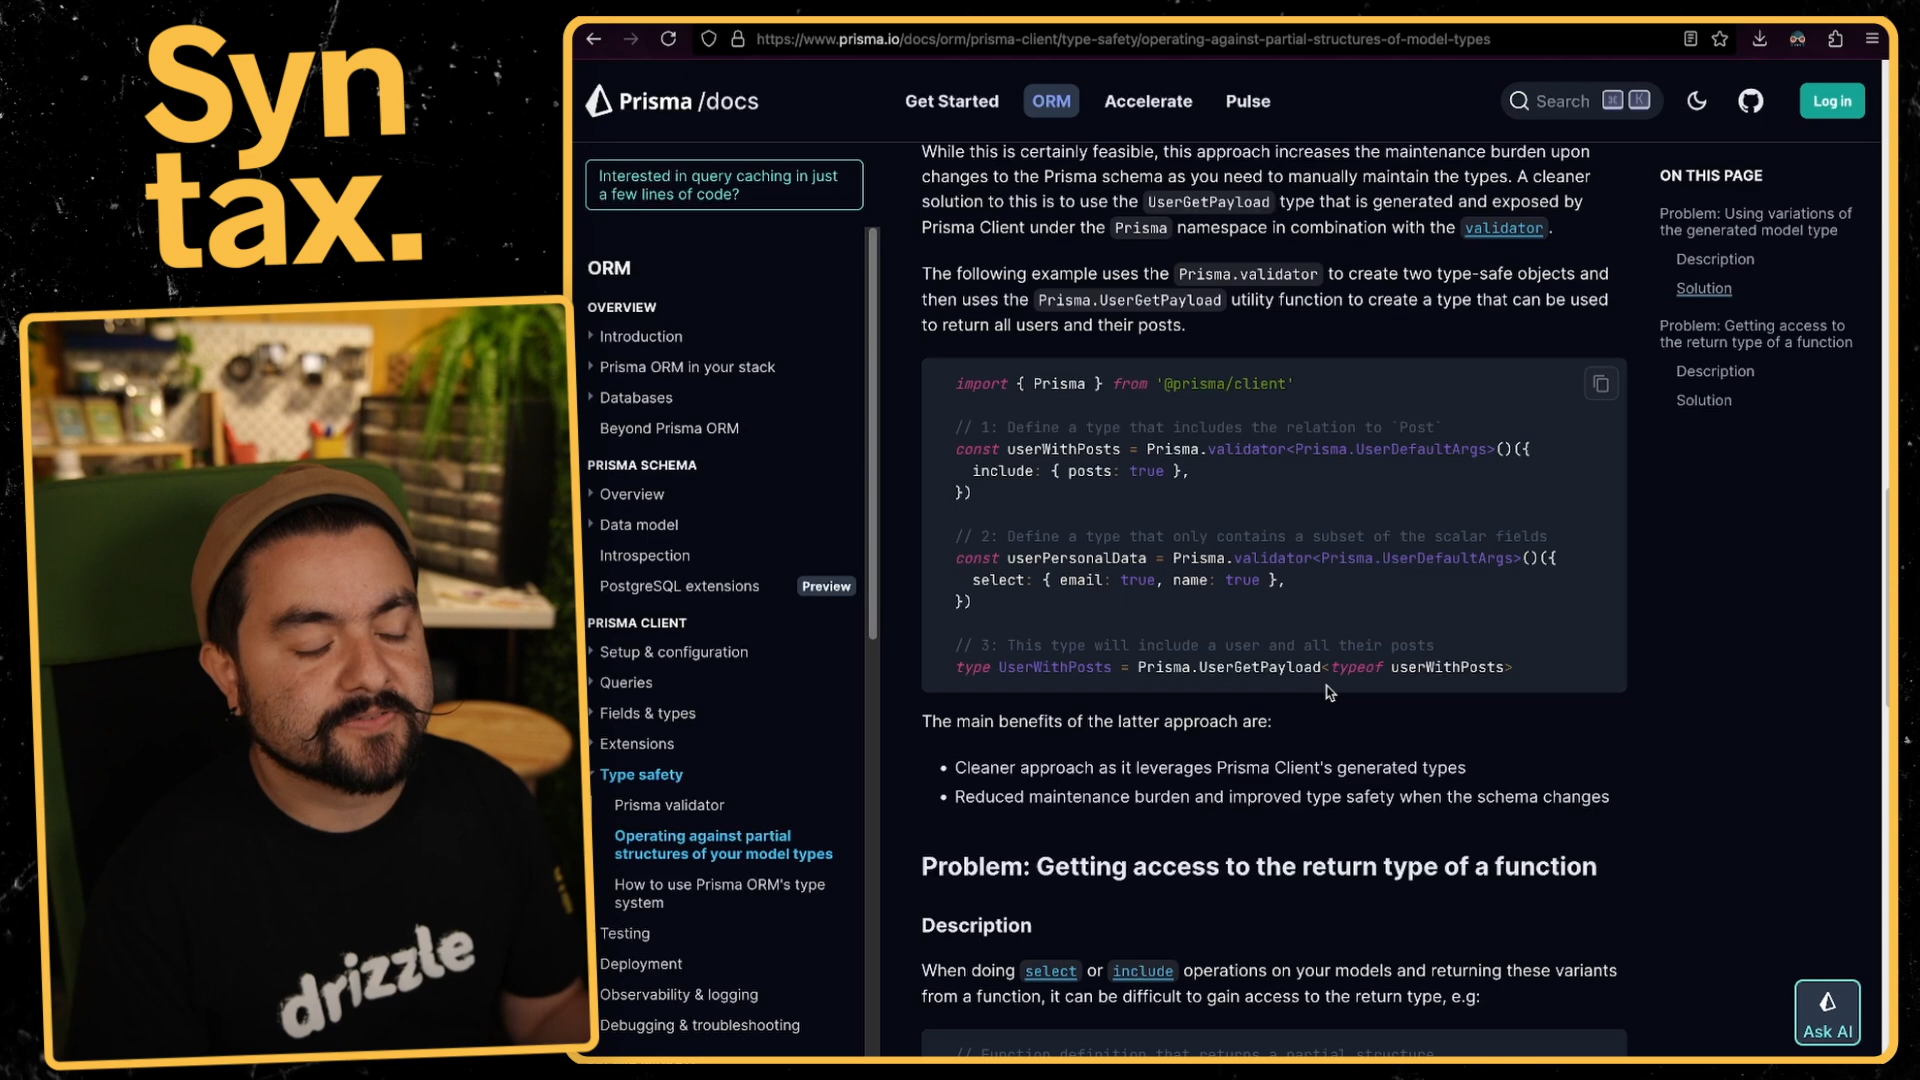 Syn
tax.
drizzle
https://www.prisma.io/docs/orm/prisma-client/type-safety/operating-against-partial-structures-of-model-types
Prisma /docs
Get Started
ORM
Accelerate
Pulse
Search
⌘ K
Log in
Interested in query caching in just
a few lines of code?
ORM
OVERVIEW
Introduction
Prisma ORM in your stack
Databases
Beyond Prisma ORM
PRISMA SCHEMA
Overview
Data model
Introspection
PostgreSQL extensions Preview
PRISMA CLIENT
Setup & configuration
Queries
Fields & types
Extensions
Type safety
Prisma validator
Operating against partial
structures of your model types
How to use Prisma ORM's type
system
Testing
Deployment
Observability & logging
Debugging & troubleshooting
While this is certainly feasible, this approach increases the maintenance burden upon
changes to the Prisma schema as you need to manually maintain the types. A cleaner
solution to this is to use the UserGetPayload type that is generated and exposed by
Prisma Client under the Prisma namespace in combination with the validator.
The following example uses the Prisma.validator to create two type-safe objects and
then uses the Prisma.UserGetPayload utility function to create a type that can be used
to return all users and their posts.
import { Prisma } from '@prisma/client'
// 1: Define a type that includes the relation to `Post`
const userWithPosts = Prisma.validator<Prisma.UserDefaultArgs>()({
include: { posts: true },
})
// 2: Define a type that only contains a subset of the scalar fields
const userPersonalData = Prisma.validator<Prisma.UserDefaultArgs>()({
select: { email: true, name: true },
})
// 3: This type will include a user and all their posts
type UserWithPosts = Prisma.UserGetPayload<typeof userWithPosts>
The main benefits of the latter approach are:
• Cleaner approach as it leverages Prisma Client's generated types
• Reduced maintenance burden and improved type safety when the schema changes
Problem: Getting access to the return type of a function
Description
When doing select or include operations on your models and returning these variants
from a function, it can be difficult to gain access to the return type, e.g:
// Function definition that returns a partial structure
ON THIS PAGE
Problem: Using variations of
the generated model type
Description
Solution
Problem: Getting access to
the return type of a function
Description
Solution
Ask AI